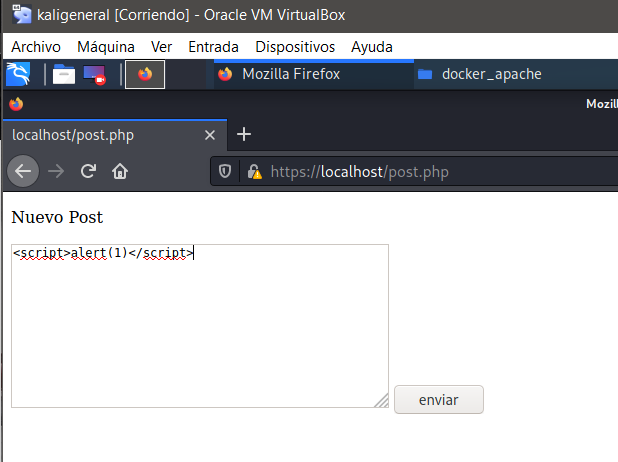 kaligeneral [Corriendo] - Oracle VM VirtualBox
Archivo Máquina Ver Entrada Dispositivos Ayuda
Mozilla Firefox docker_apache
Mozil
localhost/post.php
https://localhost/post.php
Nuevo Post
<script>alert(1)</script>
enviar